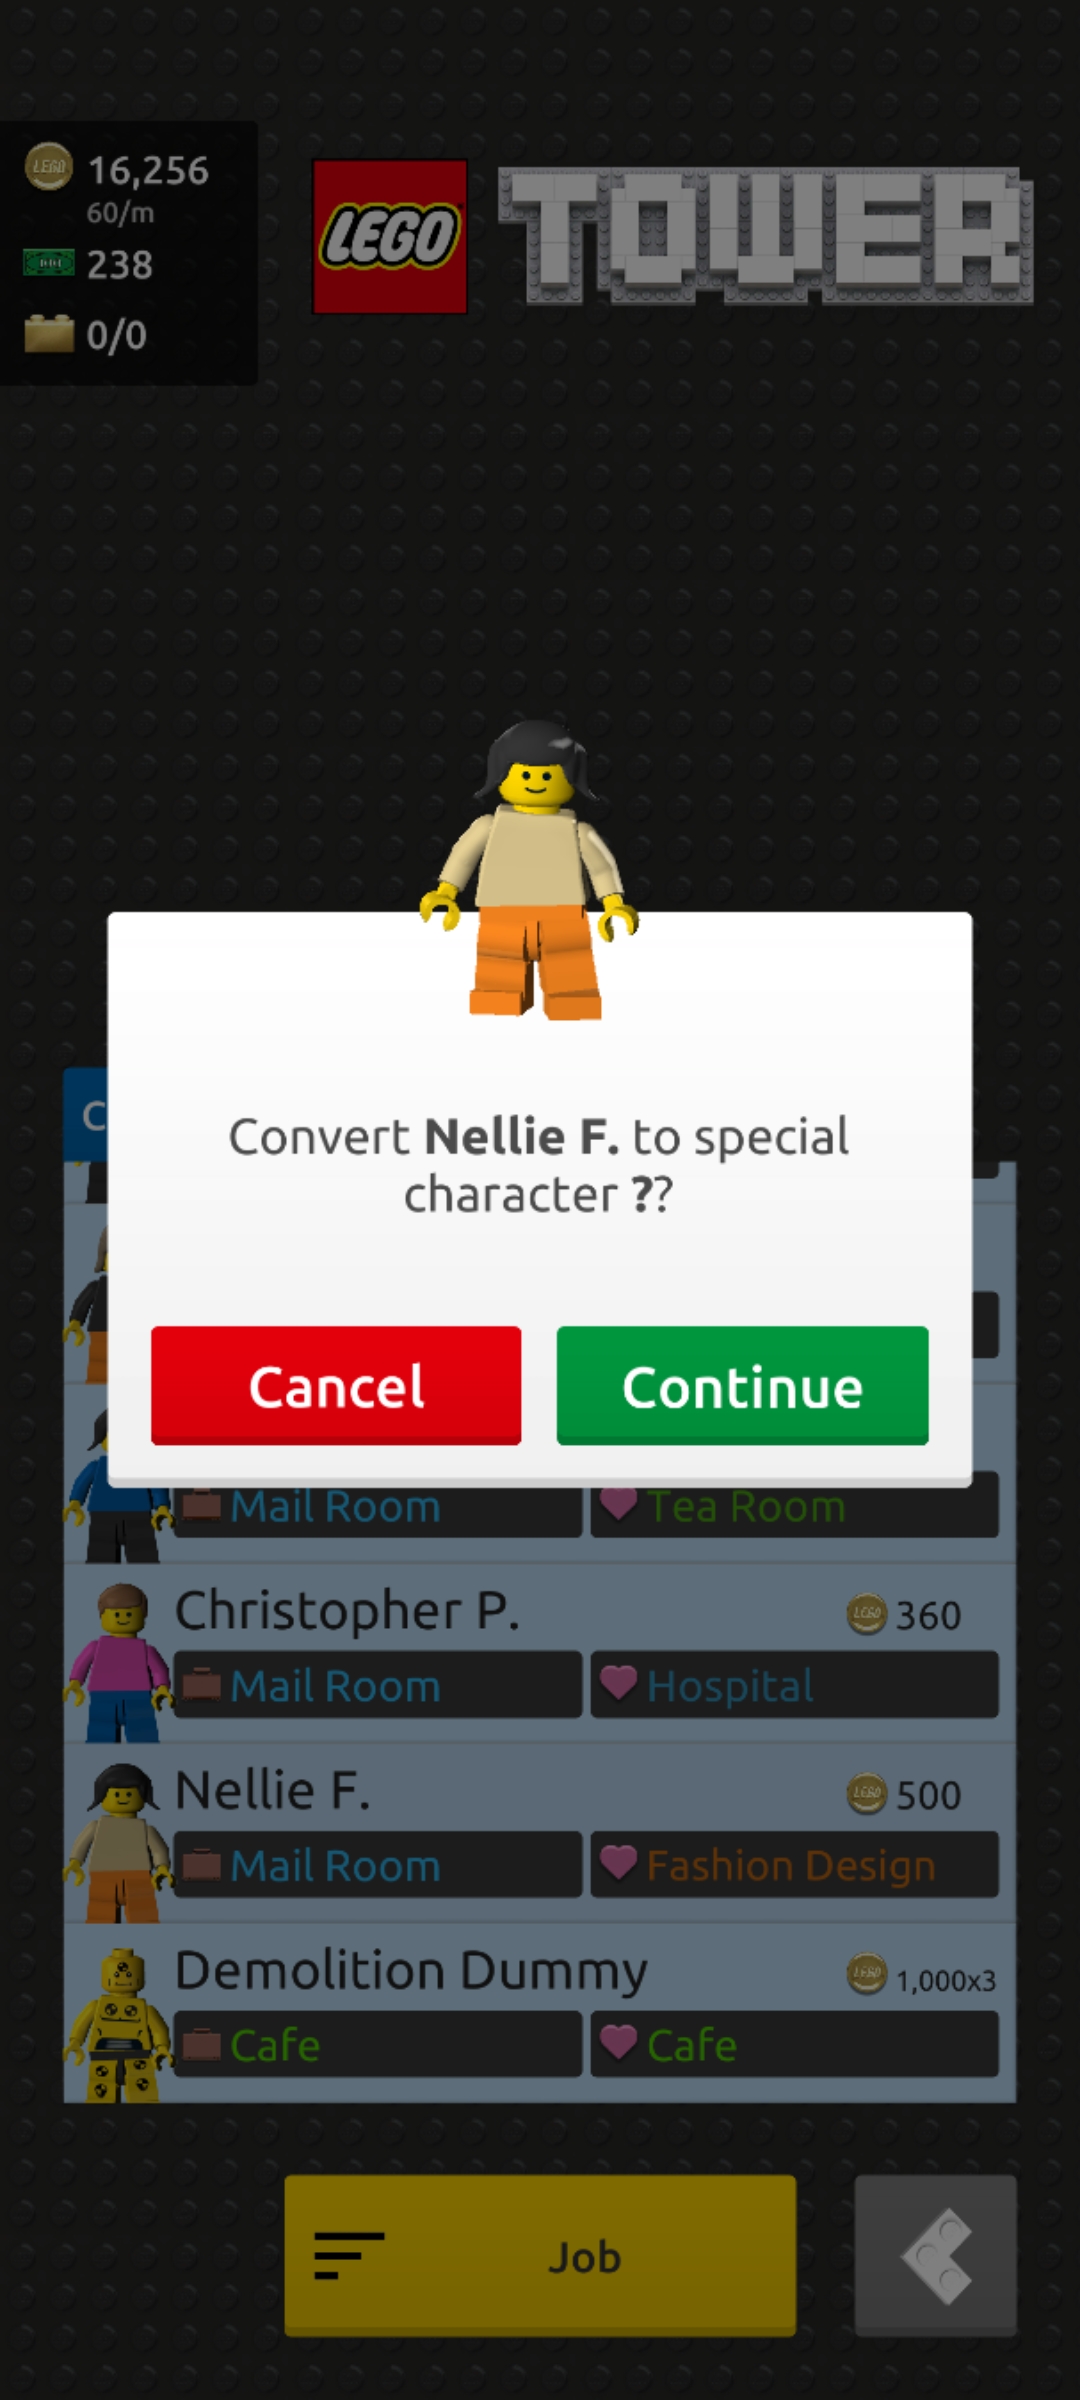 16,256
60/m
238
0/0
LEGO
TOWER
Convert Nellie F. to special
character ??
Cancel
Continue
Mail Room
Tea Room
Christopher P.
360
Mail Room
Hospital
Nellie F.
500
Mail Room
Fashion Design
Demolition Dummy
1,000x3
Cafe
Cafe
Job